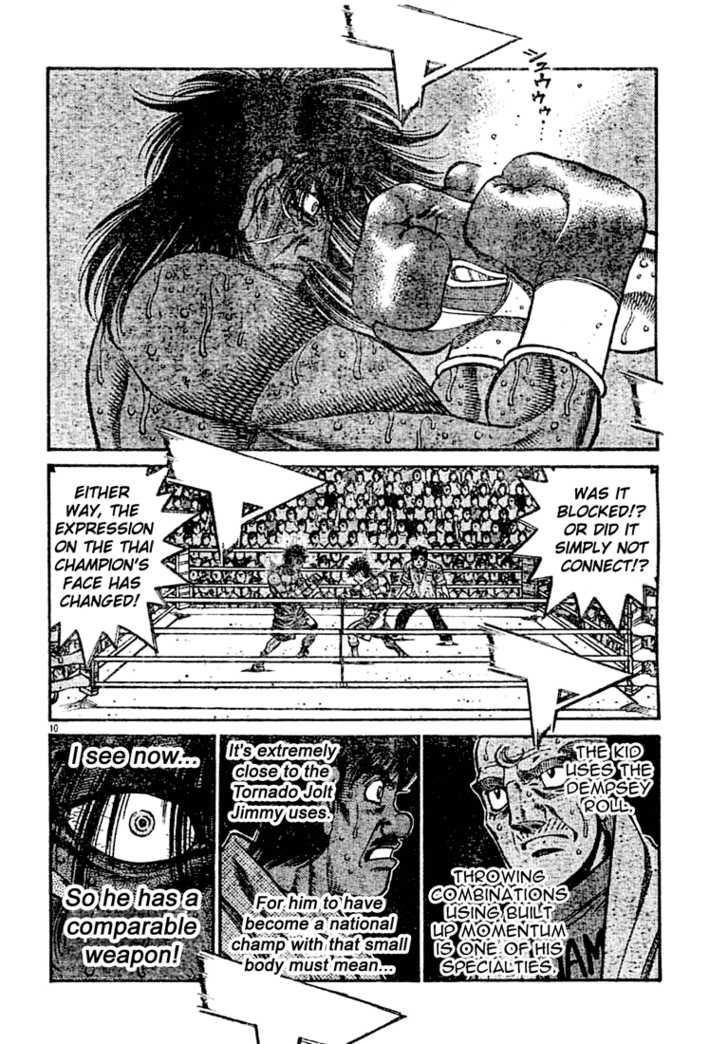 シュウゥゥ…
WAS IT
BLOCKED!?
OR DID IT
SIMPLY NOT
CONNECT!?
EITHER
WAY, THE
EXPRESSION
ON THE THAI
CHAMPION'S
FACE HAS
CHANGED!
10
THE KID
USES THE
DEMPSEY
ROLL.
THROWING
COMBINATIONS
USING BUILT
UP MOMENTUM
IS ONE OF HIS
SPECIALTIES.
AM
It's extremely
close to the
Tornado Jolt
Jimmy uses.
For him to have
become a national
champ with that small
body must mean...
I see now...
So he has a
comparable
weapon!